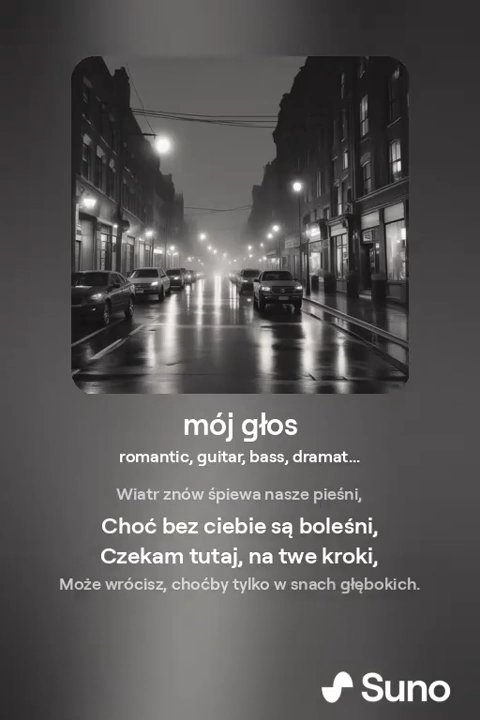 mój głos
romantic, guitar, bass, dramat...
Wiatr znów śpiewa nasze pieśni,
Choć bez ciebie są boleśni,
Czekam tutaj, na twe kroki,
Może wrócisz, choćby tylko w snach głębokich.
Suno